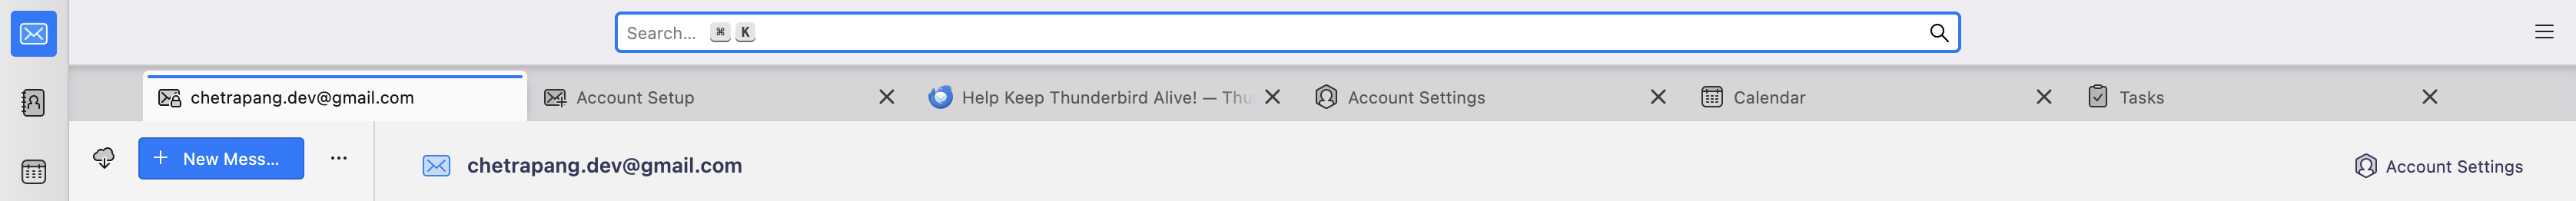 Search... ⌘ K
chetrapang.dev@gmail.com Account Setup Help Keep Thunderbird Alive! — Account Settings Calendar Tasks
New Mess... chetrapang.dev@gmail.com Account Settings